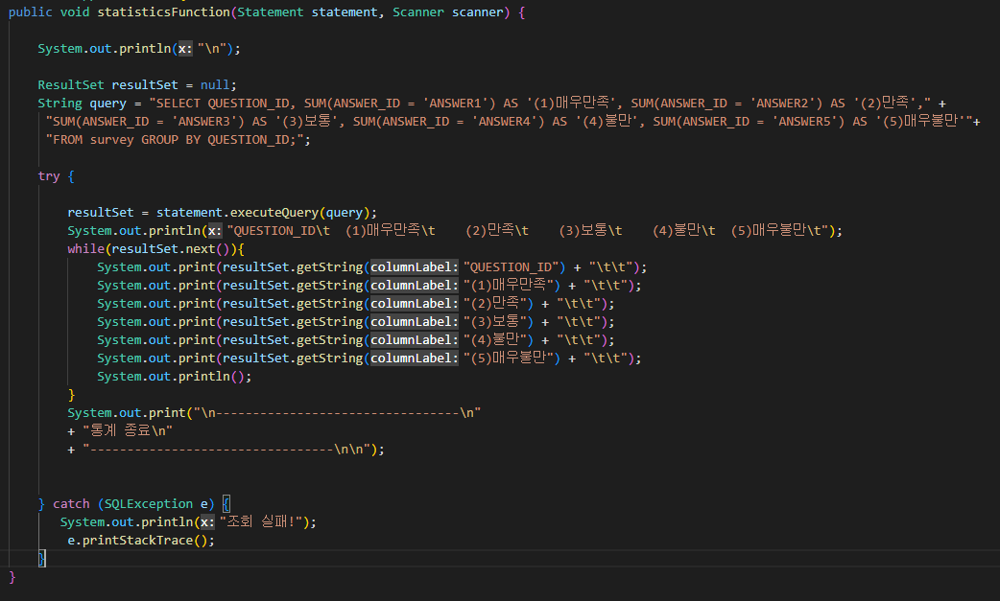 public void statisticsFunction(Statement statement, Scanner scanner) {
System.out.println(x: "\n");
ResultSet resultSet = null;
String query = "SELECT QUESTION_ID, SUM(ANSWER_ID = 'ANSWER1') AS '(1)매우만족', SUM(ANSWER_ID = 'ANSWER2') AS '(2)만족'," +
"SUM(ANSWER_ID = 'ANSWER3') AS '(3)보통', SUM(ANSWER_ID = 'ANSWER4') AS '(4)불만', SUM(ANSWER_ID = 'ANSWER5') AS '(5)매우불만'"+
"FROM survey GROUP BY QUESTION_ID;";
try {
resultSet = statement.executeQuery(query);
System.out.println(x: "QUESTION_ID\t  (1)매우만족\t    (2)만족\t    (3)보통\t    (4)불만\t  (5)매우불만\t");
while(resultSet.next()){
System.out.print(resultSet.getString(columnLabel: "QUESTION_ID") + "\t\t");
System.out.print(resultSet.getString(columnLabel: "(1)매우만족") + "\t\t");
System.out.print(resultSet.getString(columnLabel: "(2)만족") + "\t\t");
System.out.print(resultSet.getString(columnLabel: "(3)보통") + "\t\t");
System.out.print(resultSet.getString(columnLabel: "(4)불만") + "\t\t");
System.out.print(resultSet.getString(columnLabel: "(5)매우불만") + "\t\t");
System.out.println();
}
System.out.print("\n---------------------------------\n"
+ "통계 종료\n"
+ "---------------------------------\n\n");
} catch (SQLException e) {
System.out.println(x: "조회 실패!");
e.printStackTrace();
}
}